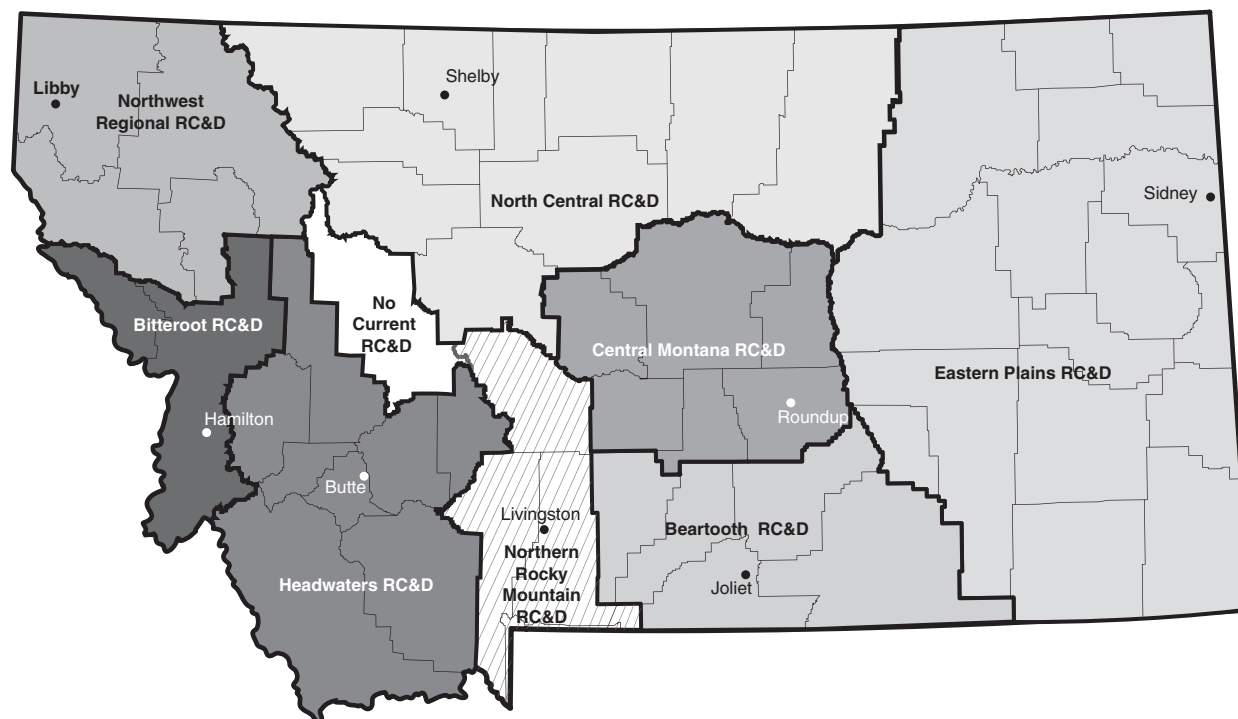 Shelby
Libby
Northwest
Regional RC&D
Sidney
North Central RC&D
No
Current
RC&D
Bitteroot RC&D
Central Montana RC&D
Eastern Plains RC&D
Hamilton
Roundup
Butte
Livingston
Beartooth RC&D
Northern
Rocky
Mountain
RC&D
Headwaters RC&D
Joliet